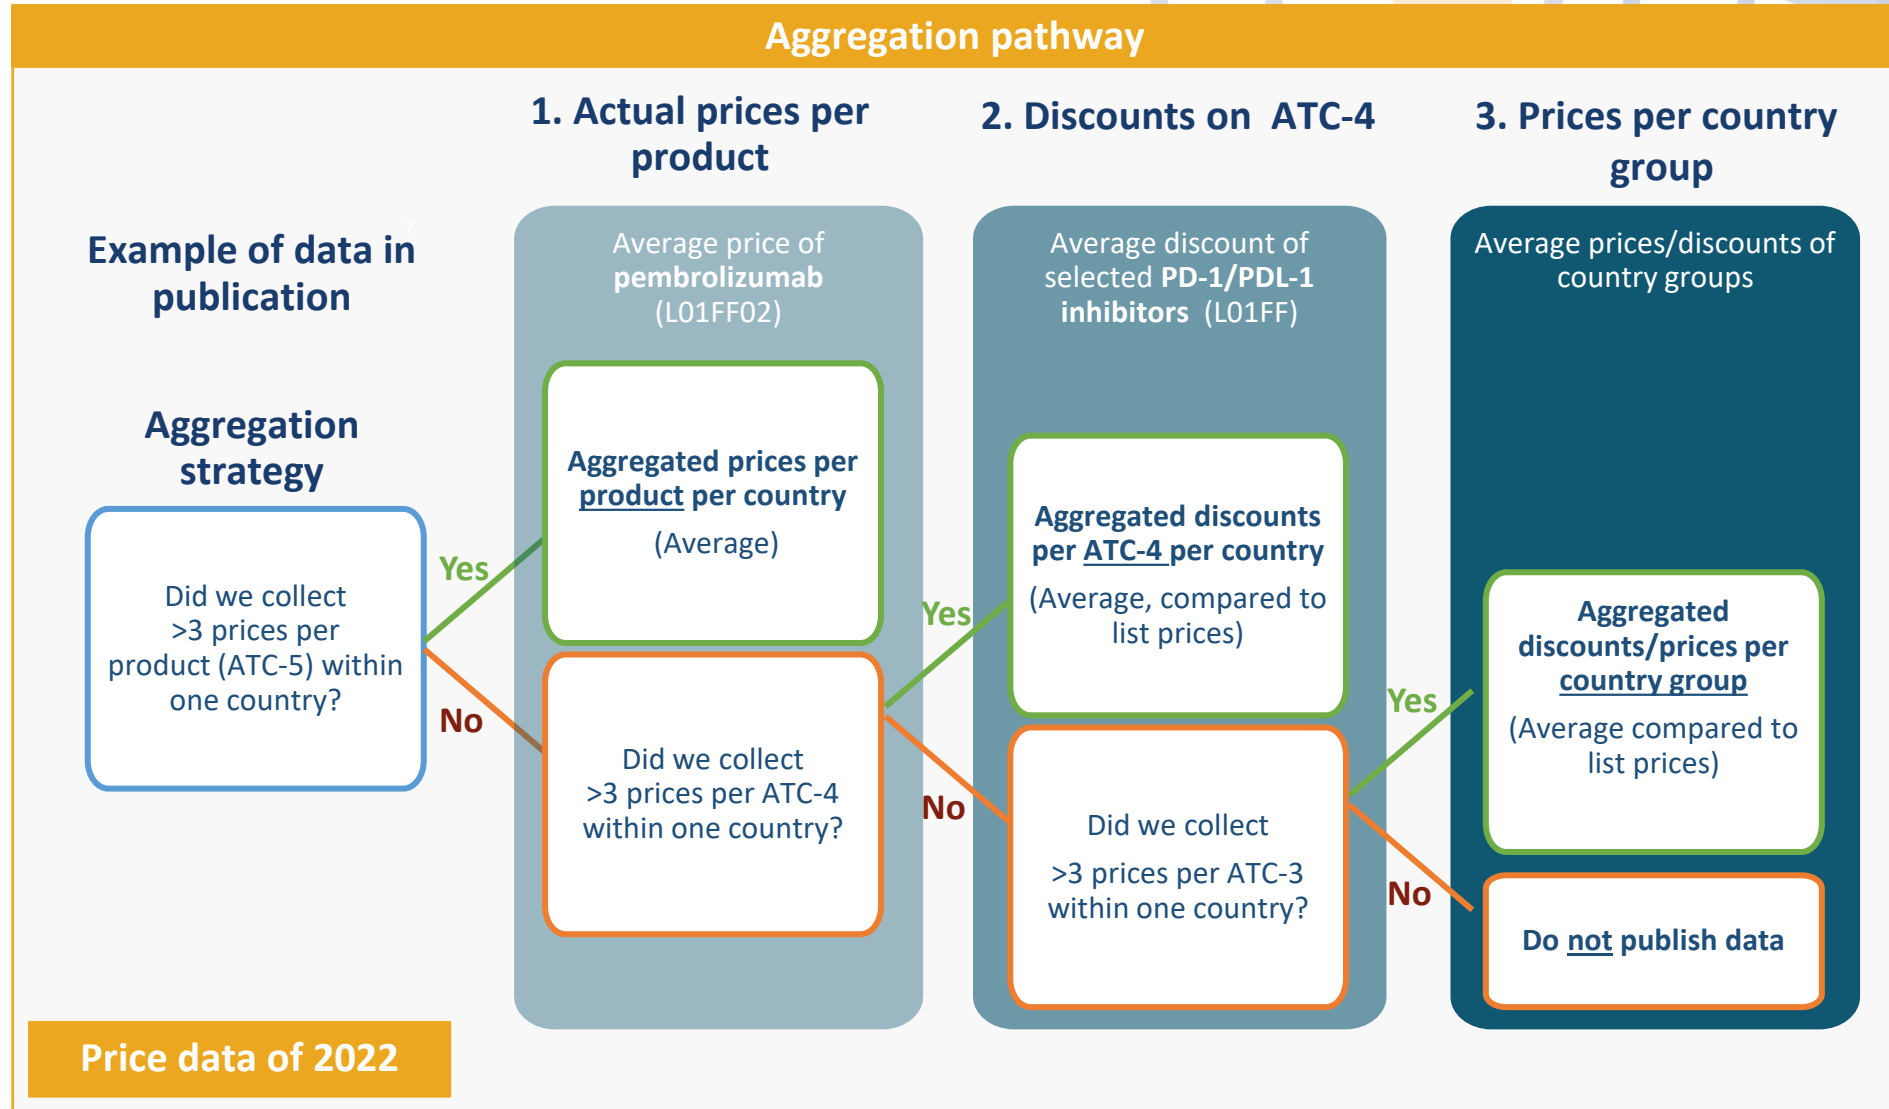 Aggregation pathway
1. Actual prices per
product
2. Discounts on ATC-4
3. Prices per country
group
Example of data in
publication
?
Average price of
pembrolizumab
(L01FF02)
Average discount of
selected PD-1/PDL-1
inhibitors (L01FF)
Average prices/discounts of
country groups
Aggregation
strategy
Did we collect
>3 prices per
product (ATC-5) within
one country?
Yes
No
Aggregated prices per
product per country
(Average)
Did we collect
>3 prices per ATC-4
within one country?
Yes
No
Aggregated discounts
per ATC-4 per country
(Average, compared to
list prices)
Did we collect
>3 prices per ATC-3
within one country?
Yes
No
Aggregated
discounts/prices per
country group
(Average compared to
list prices)
Do not publish data
Price data of 2022